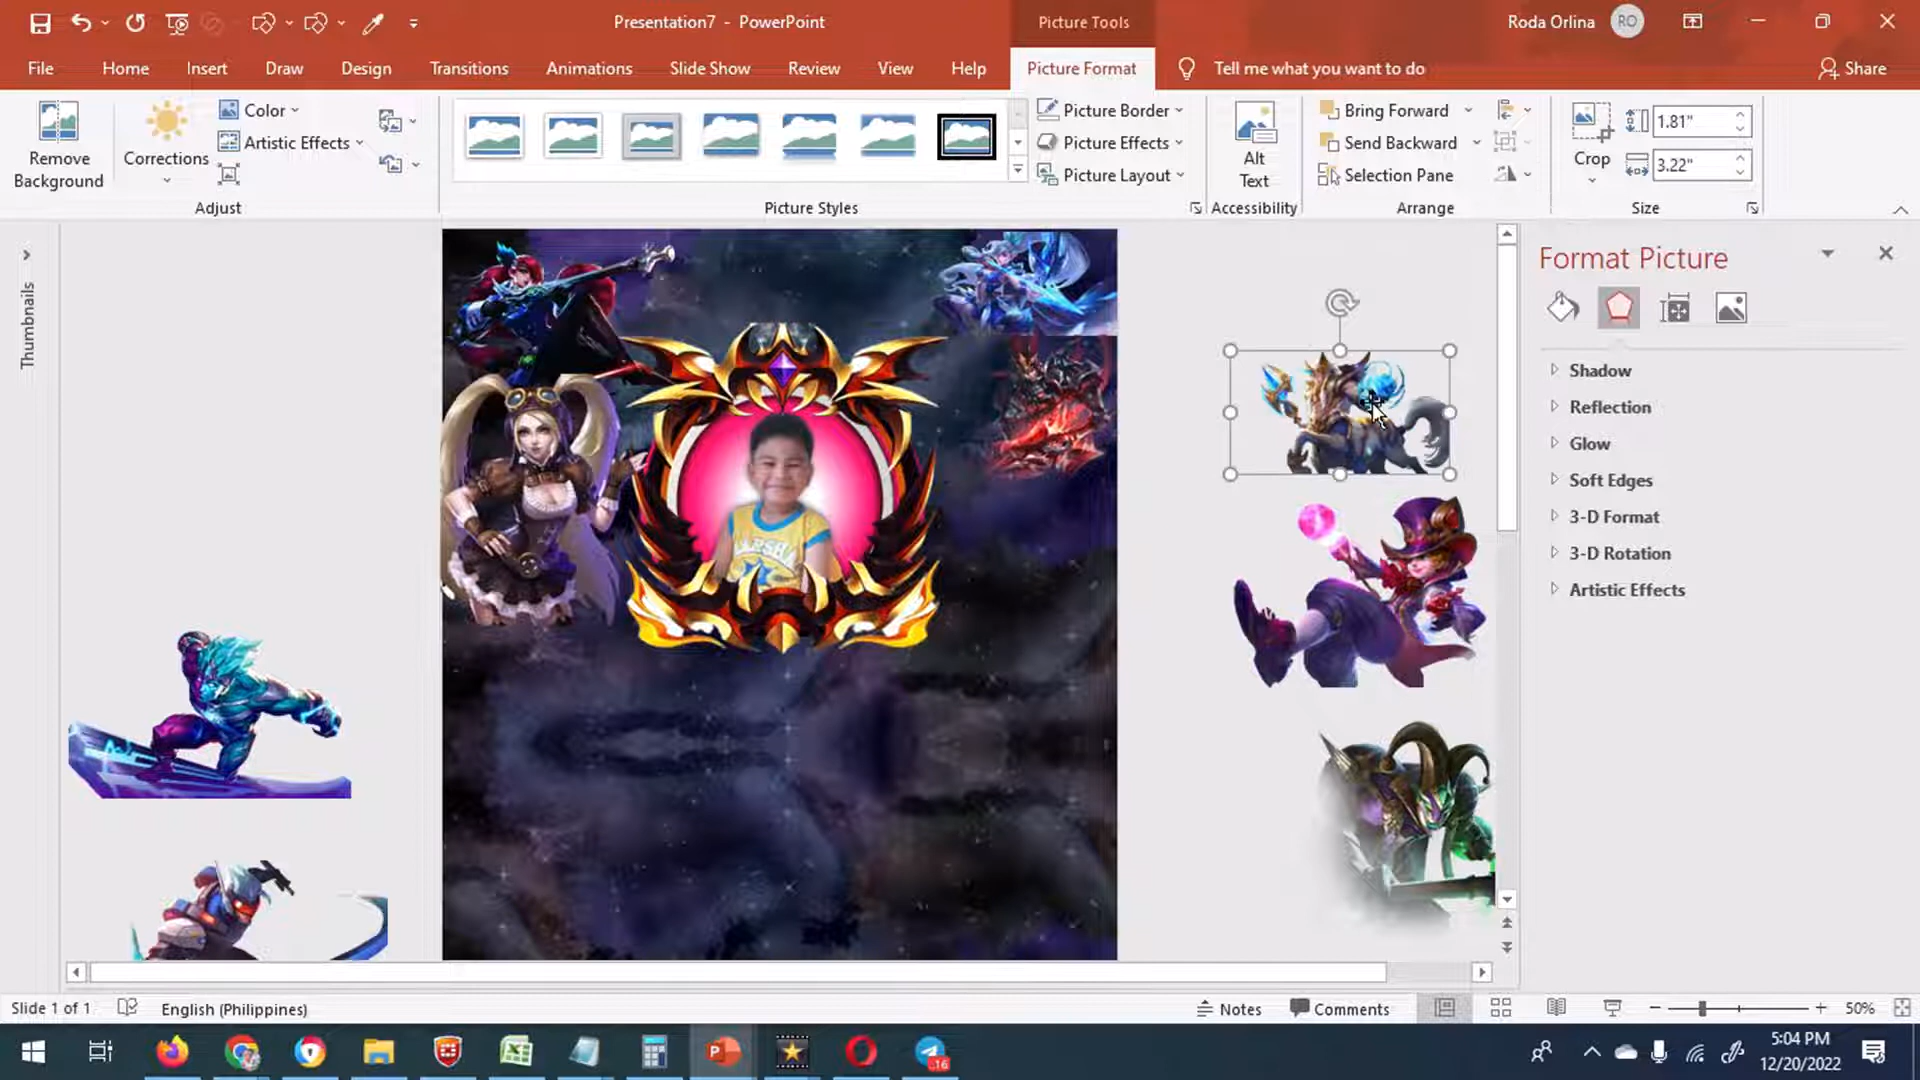 Presentation7 - PowerPoint
Picture Tools
Roda Orlina
RO
File
Home
Insert
Draw
Design
Transitions
Animations
Slide Show
Review
View
Help
Picture Format
Tell me what you want to do
Share
Remove
Background
Corrections
Color
Artistic Effects
Adjust
Picture Styles
Picture Border
Picture Effects
Picture Layout
Alt
Text
Accessibility
Bring Forward
Send Backward
Selection Pane
Arrange
Crop
1.81"
3.22"
Size
Thumbnails
Format Picture
Shadow
Reflection
Glow
Soft Edges
3-D Format
3-D Rotation
Artistic Effects
Slide 1 of 1
English (Philippines)
Notes
Comments
50%
16
5:04 PM
12/20/2022